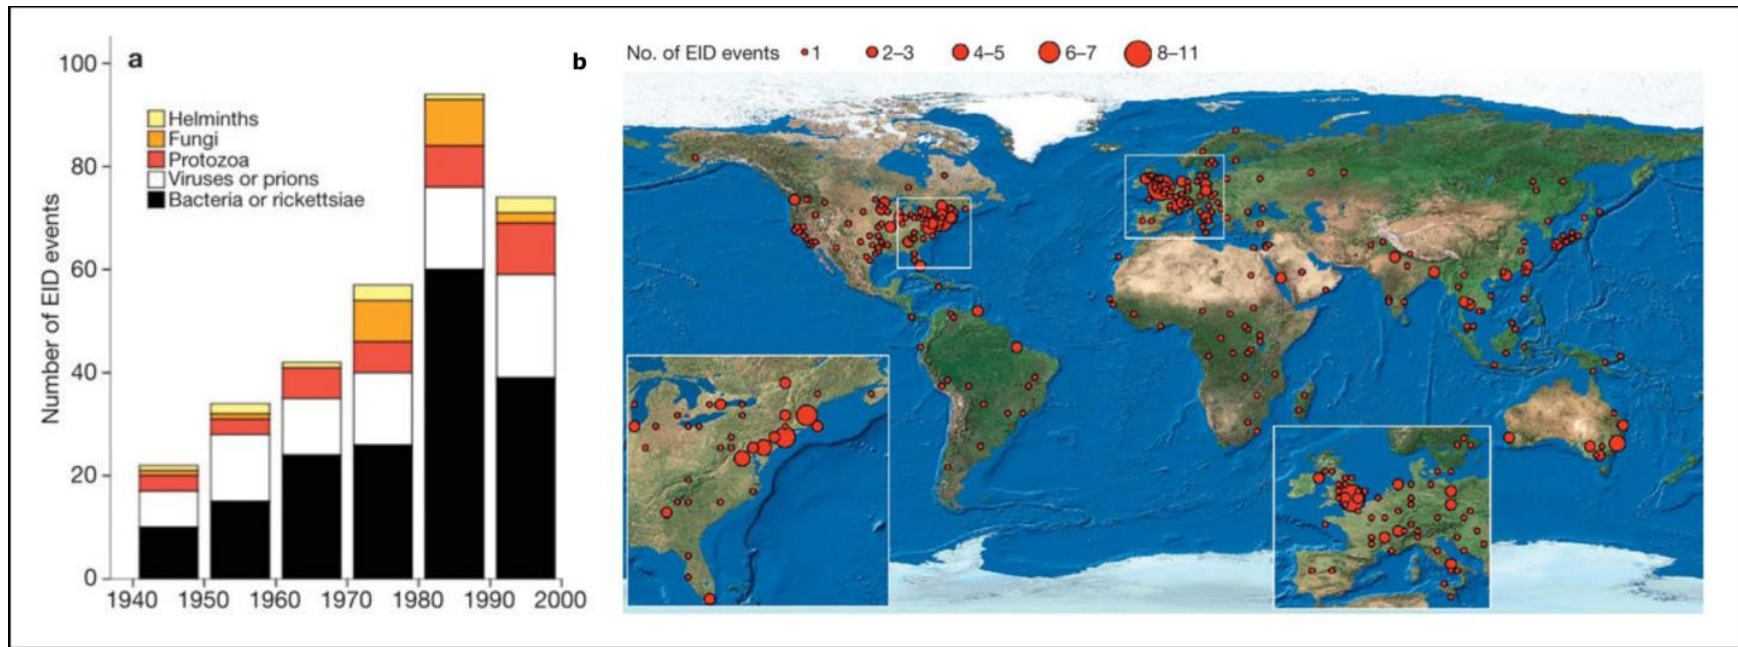 a
100
80
60
40
20
0
Number of EID events
Helminths
Fungi
Protozoa
Viruses or prions
Bacteria or rickettsiae
1940 1950 1960 1970 1980 1990 2000
b
No. of EID events 1 2–3 4–5 6–7 8–11